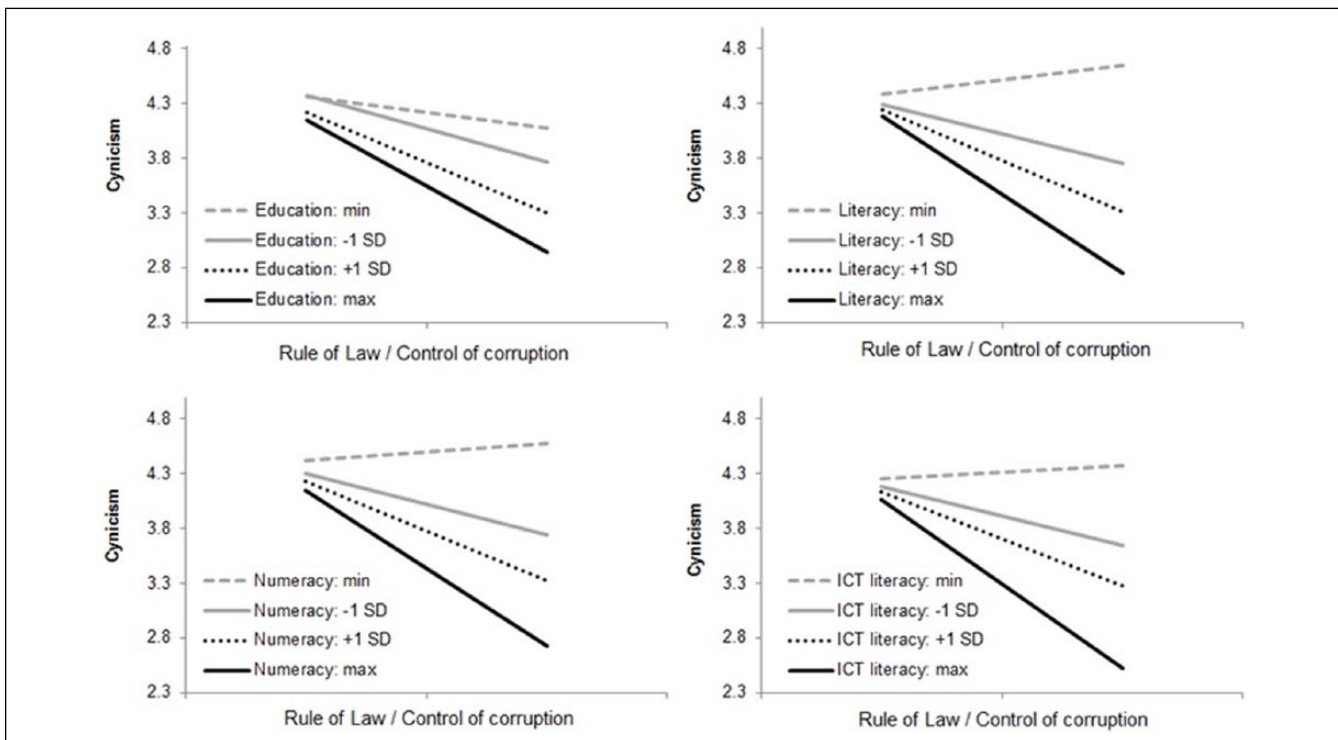 4.8
4.3
3.8
3.3
2.8
2.3
Cynicism
Education: min
Education: -1 SD
Education: +1 SD
Education: max
Rule of Law / Control of corruption
4.8
4.3
3.8
3.3
2.8
2.3
Cynicism
Literacy: min
Literacy: -1 SD
Literacy: +1 SD
Literacy: max
Rule of Law / Control of corruption
4.8
4.3
3.8
3.3
2.8
2.3
Cynicism
Numeracy: min
Numeracy: -1 SD
Numeracy: +1 SD
Numeracy: max
Rule of Law / Control of corruption
4.8
4.3
3.8
3.3
2.8
2.3
Cynicism
ICT literacy: min
ICT literacy: -1 SD
ICT literacy: +1 SD
ICT literacy: max
Rule of Law / Control of corruption